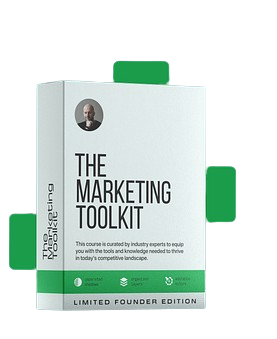 THE
MARKETING
TOOLKIT
This course is curated by industry experts to equip
you with the tools and knowledge needed to thrive
in today's competitive landscape.
LIMITED FOUNDER EDITION
The
Marketing
Toolkit